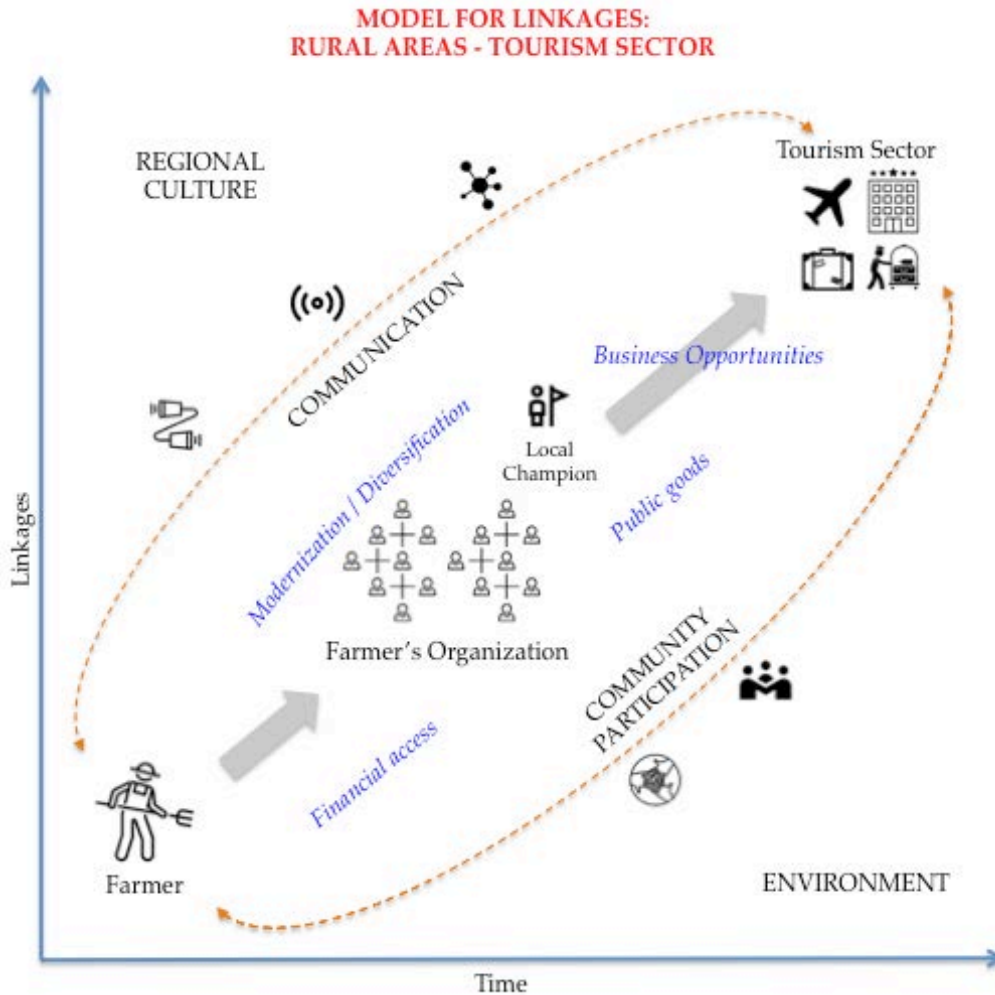 MODEL FOR LINKAGES:
RURAL AREAS - TOURISM SECTOR
REGIONAL
CULTURE
Tourism Sector
COMMUNICATION
Business Opportunities
Local
Champion
Modernization / Diversification
Public goods
Linkages
Farmer's Organization
COMMUNITY
PARTICIPATION
Financial access
Farmer
ENVIRONMENT
Time